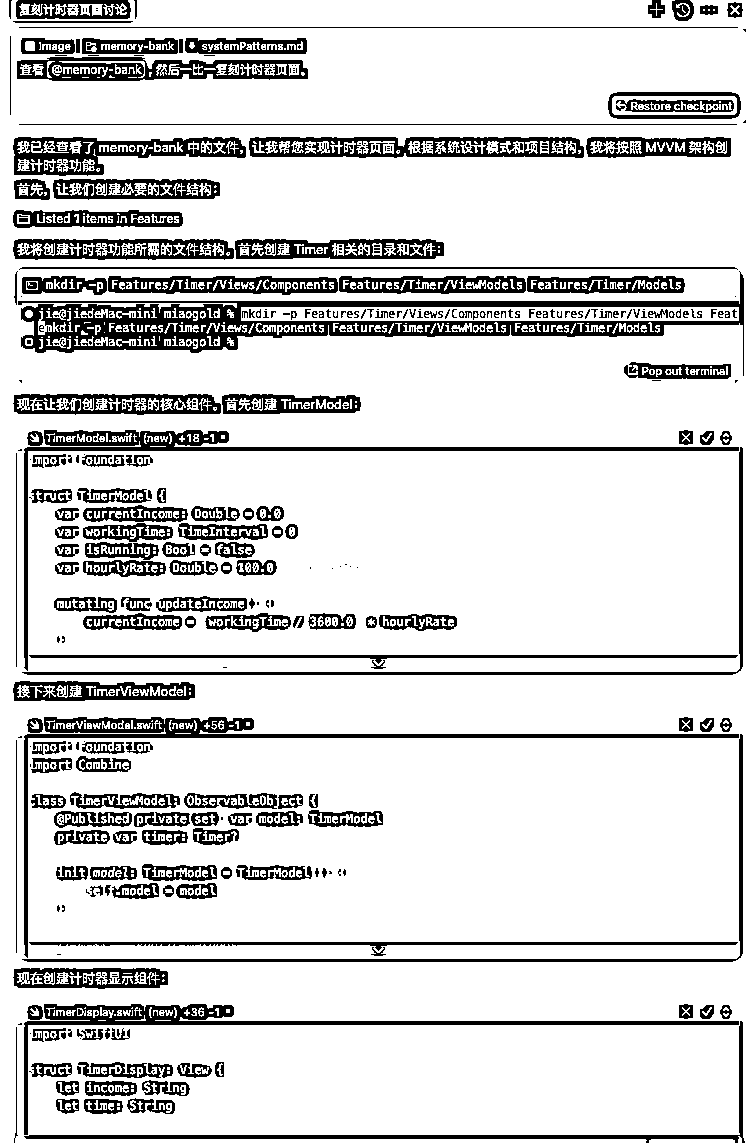 复刻计时器页面讨论
Image memory-bank systemPatterns.md
查看 @memory-bank ,然后一比一复刻计时器页面。
Restore checkpoint
我已经查看了 memory-bank 中的文件。让我帮您实现计时器页面。根据系统设计模式和项目结构，我将按照 MVVM 架构创
建计时器功能。
首先，让我们创建必要的文件结构：
Listed 1 items in Features
我将创建计时器功能所需的文件结构。首先创建 Timer 相关的目录和文件：
mkdir -p Features/Timer/Views/Components Features/Timer/ViewModels Features/Timer/Models
jie@jiedeMac-mini miaogold % mkdir -p Features/Timer/Views/Components Features/Timer/ViewModels Feat
mkdir -p Features/Timer/Views/Components Features/Timer/ViewModels Features/Timer/Models
jie@jiedeMac-mini miaogold %
Pop out terminal
现在让我们创建计时器的核心组件。首先创建 TimerModel：
TimerModel.swift (new) +18 -1
import Foundation
struct TimerModel {
var currentIncome: Double = 0.0
var workingTime: TimeInterval = 0
var isRunning: Bool = false
var hourlyRate: Double = 100.0
mutating func updateIncome() {
currentIncome = (workingTime / 3600.0) * hourlyRate
}
接下来创建 TimerViewModel：
TimerViewModel.swift (new) +56 -1
import Foundation
import Combine
class TimerViewModel: ObservableObject {
@Published private(set) var model: TimerModel
private var timer: Timer?
init(model: TimerModel = TimerModel()) {
self.model = model
}
现在创建计时器显示组件：
TimerDisplay.swift (new) +36 -1
import SwiftUI
struct TimerDisplay: View {
let income: String
let time: String